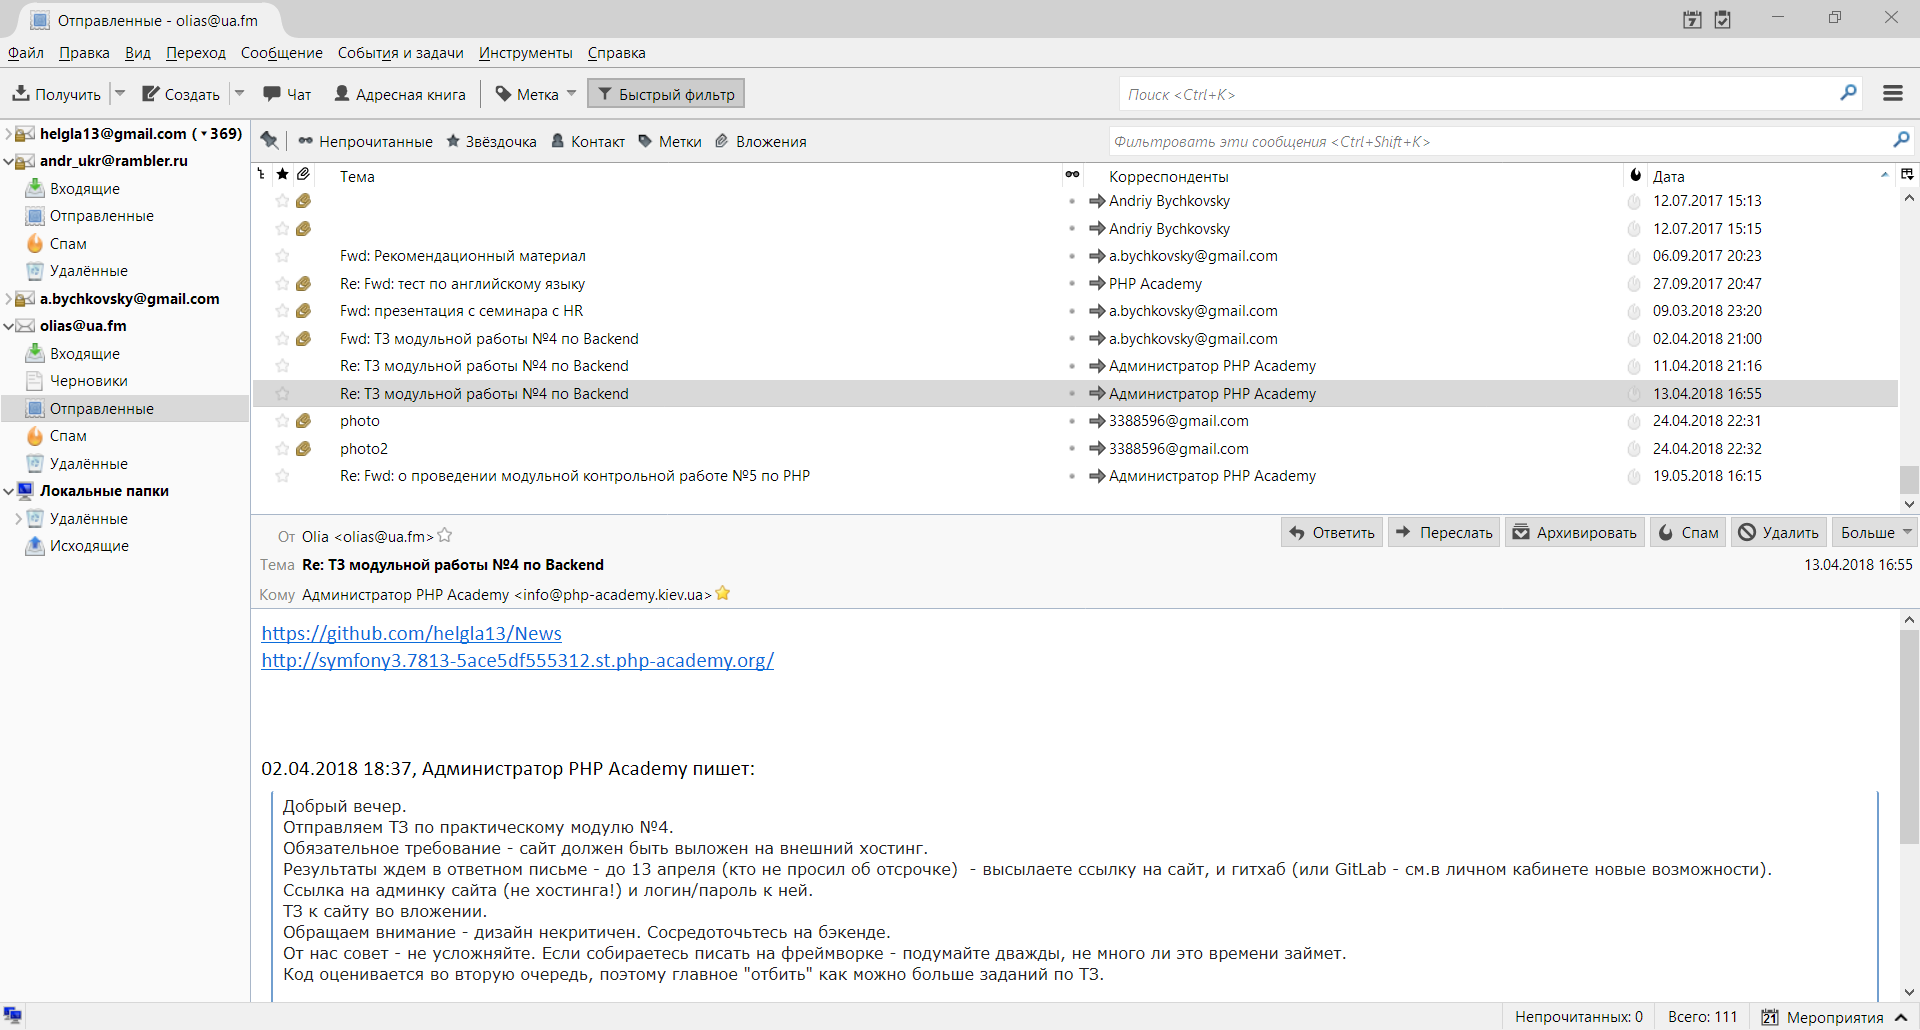 Отправленные - olias@ua.fm
Файл Правка Вид Переход Сообщение События и задачи Инструменты Справка
Получить Создать Чат Адресная книга Метка Быстрый фильтр Поиск <Ctrl+K>
helgla13@gmail.com (369)
andr_ukr@rambler.ru
Входящие
Отправленные
Спам
Удалённые
a.bychkovsky@gmail.com
olias@ua.fm
Входящие
Черновики
Отправленные
Спам
Удалённые
Локальные папки
Удалённые
Исходящие
Непрочитанные Звёздочка Контакт Метки Вложения Фильтровать эти сообщения <Ctrl+Shift+K>
Тема Корреспонденты Дата
Andriy Bychkovsky 12.07.2017 15:13
Andriy Bychkovsky 12.07.2017 15:15
Fwd: Рекомендационный материал a.bychkovsky@gmail.com 06.09.2017 20:23
Re: Fwd: тест по английскому языку PHP Academy 27.09.2017 20:47
Fwd: презентация с семинара с HR a.bychkovsky@gmail.com 09.03.2018 23:20
Fwd: ТЗ модульной работы №4 по Backend a.bychkovsky@gmail.com 02.04.2018 21:00
Re: ТЗ модульной работы №4 по Backend Администратор PHP Academy 11.04.2018 21:16
Re: ТЗ модульной работы №4 по Backend Администратор PHP Academy 13.04.2018 16:55
photo 3388596@gmail.com 24.04.2018 22:31
photo2 3388596@gmail.com 24.04.2018 22:32
Re: Fwd: о проведении модульной контрольной работе №5 по PHP Администратор PHP Academy 19.05.2018 16:15
От Olia <olias@ua.fm> Ответить Переслать Архивировать Спам Удалить Больше
Тема Re: ТЗ модульной работы №4 по Backend 13.04.2018 16:55
Кому Администратор PHP Academy <info@php-academy.kiev.ua>
https://github.com/helgla13/News
http://symfony3.7813-5ace5df555312.st.php-academy.org/
02.04.2018 18:37, Администратор PHP Academy пишет:
Добрый вечер.
Отправляем ТЗ по практическому модулю №4.
Обязательное требование - сайт должен быть выложен на внешний хостинг.
Результаты ждем в ответном письме - до 13 апреля (кто не просил об отсрочке)  - высылаете ссылку на сайт, и гитхаб (или GitLab - см.в личном кабинете новые возможности).
Ссылка на админку сайта (не хостинга!) и логин/пароль к ней.
ТЗ к сайту во вложении.
Обращаем внимание - дизайн некритичен. Сосредоточьтесь на бэкенде.
От нас совет - не усложняйте. Если собираетесь писать на фреймворке - подумайте дважды, не много ли это времени займет.
Код оценивается во вторую очередь, поэтому главное "отбить" как можно больше заданий по ТЗ.
Непрочитанных: 0 Всего: 111 21 Мероприятия